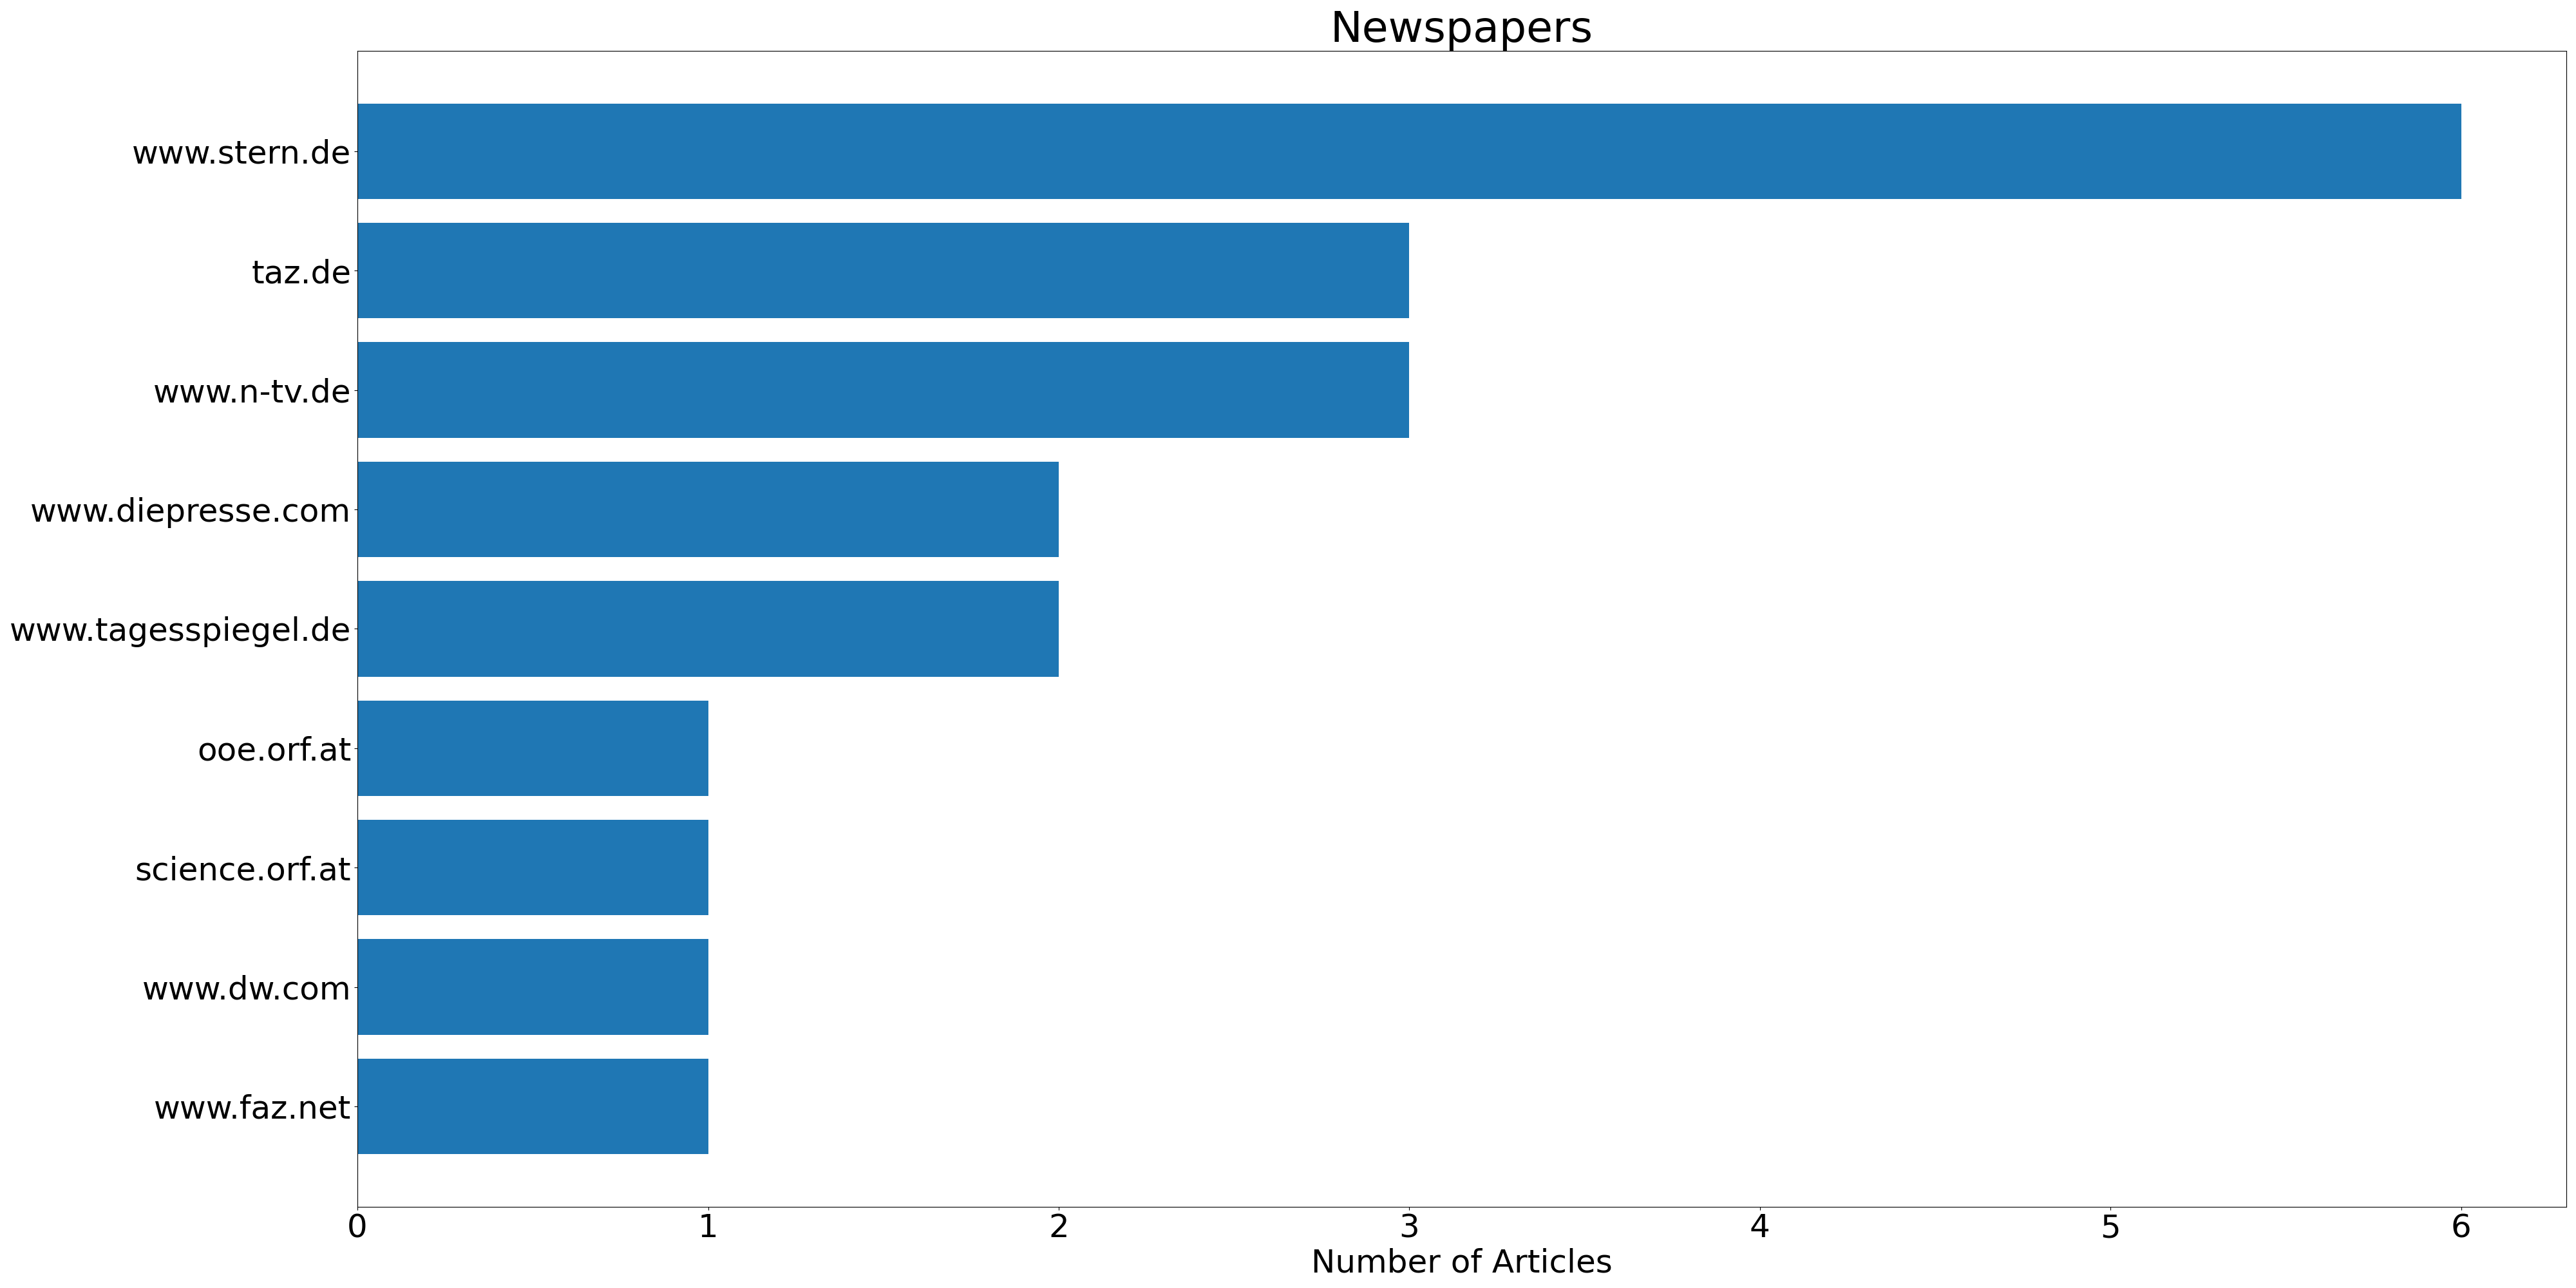 Newspapers
www.stern.de
taz.de
www.n-tv.de
www.diepresse.com
www.tagesspiegel.de
ooe.orf.at
science.orf.at
www.dw.com
www.faz.net
0 1 2 3 4 5 6
Number of Articles